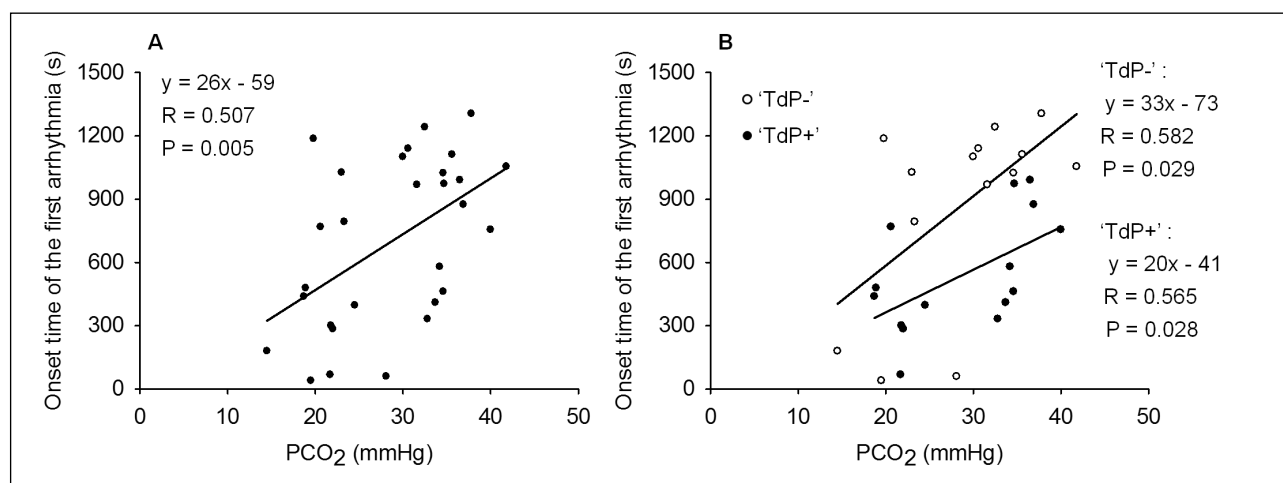 A
Onset time of the first arrhythmia (s)
1500
1200
900
600
300
0
y = 26x - 59
R = 0.507
P = 0.005
0 10 20 30 40 50
PCO₂ (mmHg)
B
Onset time of the first arrhythmia (s)
1500
1200
900
600
300
0
‘TdP-’
‘TdP+’
‘TdP-’ :
y = 33x - 73
R = 0.582
P = 0.029
‘TdP+’ :
y = 20x - 41
R = 0.565
P = 0.028
0 10 20 30 40 50
PCO₂ (mmHg)